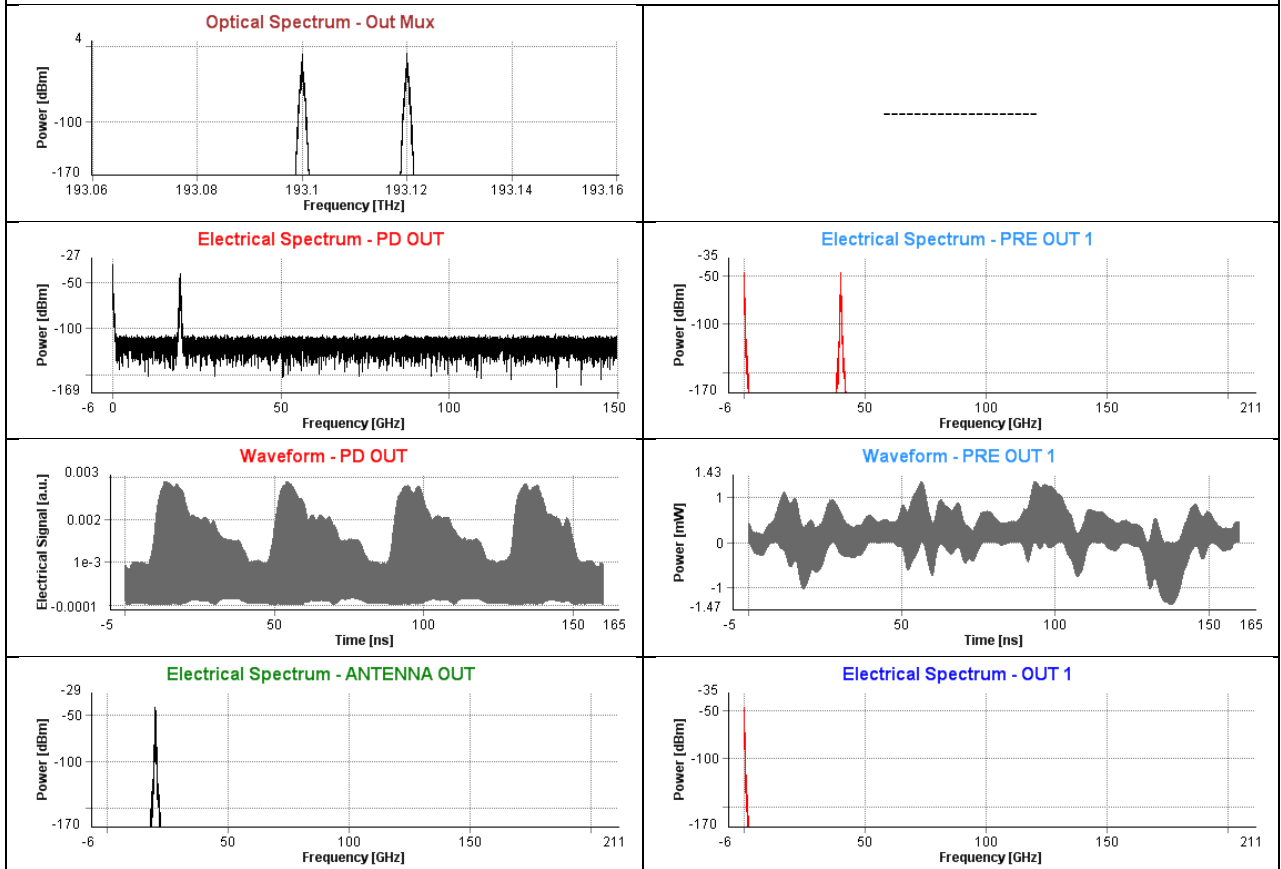 Optical Spectrum - Out Mux
4
-100
-170
Power [dBm]
193.06 193.08 193.1 193.12 193.14 193.16
Frequency [THz]
--------------------
Electrical Spectrum - PD OUT
-27
-50
-100
-169
Power [dBm]
-6 0 50 100 150
Frequency [GHz]
Electrical Spectrum - PRE OUT 1
-35
-50
-100
-170
Power [dBm]
-6 50 100 150 211
Frequency [GHz]
Waveform - PD OUT
0.003
0.002
1e-3
-0.0001
Electrical Signal [a.u.]
-5 50 100 150 165
Time [ns]
Waveform - PRE OUT 1
1.43
1
0
-1
-1.47
Power [mW]
-5 50 100 150 165
Time [ns]
Electrical Spectrum - ANTENNA OUT
-29
-50
-100
-170
Power [dBm]
-6 50 100 150 211
Frequency [GHz]
Electrical Spectrum - OUT 1
-35
-50
-100
-170
Power [dBm]
-6 50 100 150 211
Frequency [GHz]